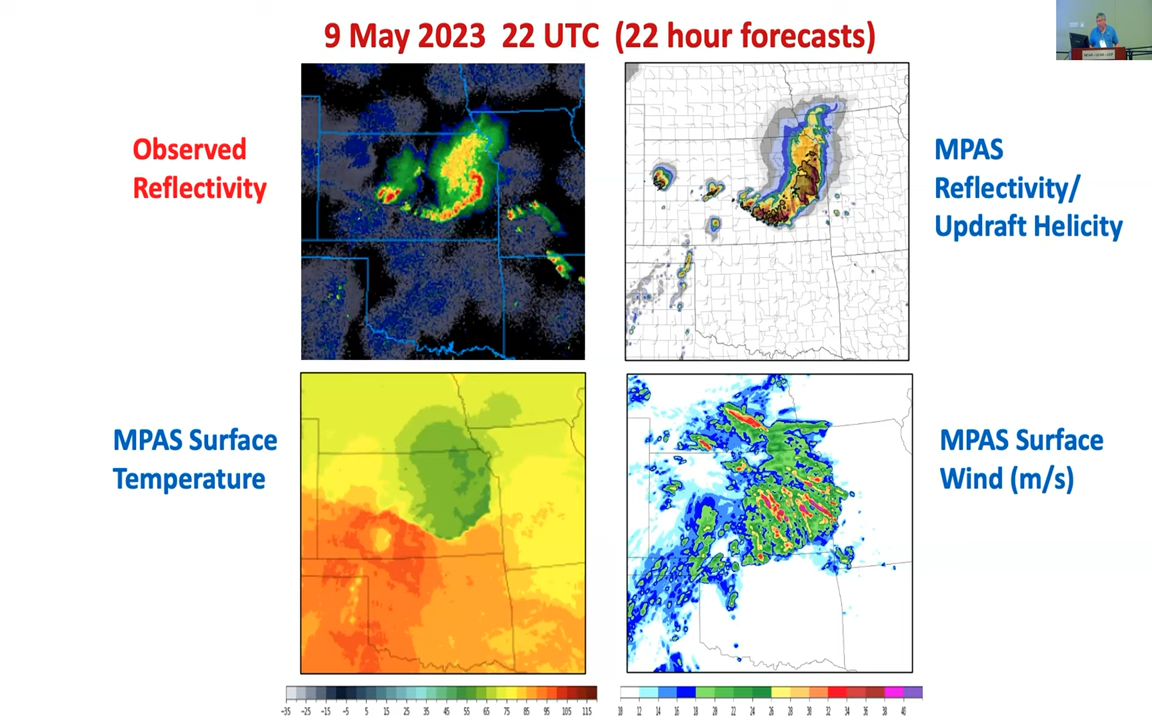 9 May 2023 22 UTC (22 hour forecasts)
Observed
Reflectivity
MPAS
Reflectivity/
Updraft Helicity
MPAS Surface
Temperature
MPAS Surface
Wind (m/s)
-35 -25 -15 -5 5 15 25 35 45 55 65 75 85 95 105 115
10 12 14 16 18 20 22 24 26 28 30 32 34 36 38 40